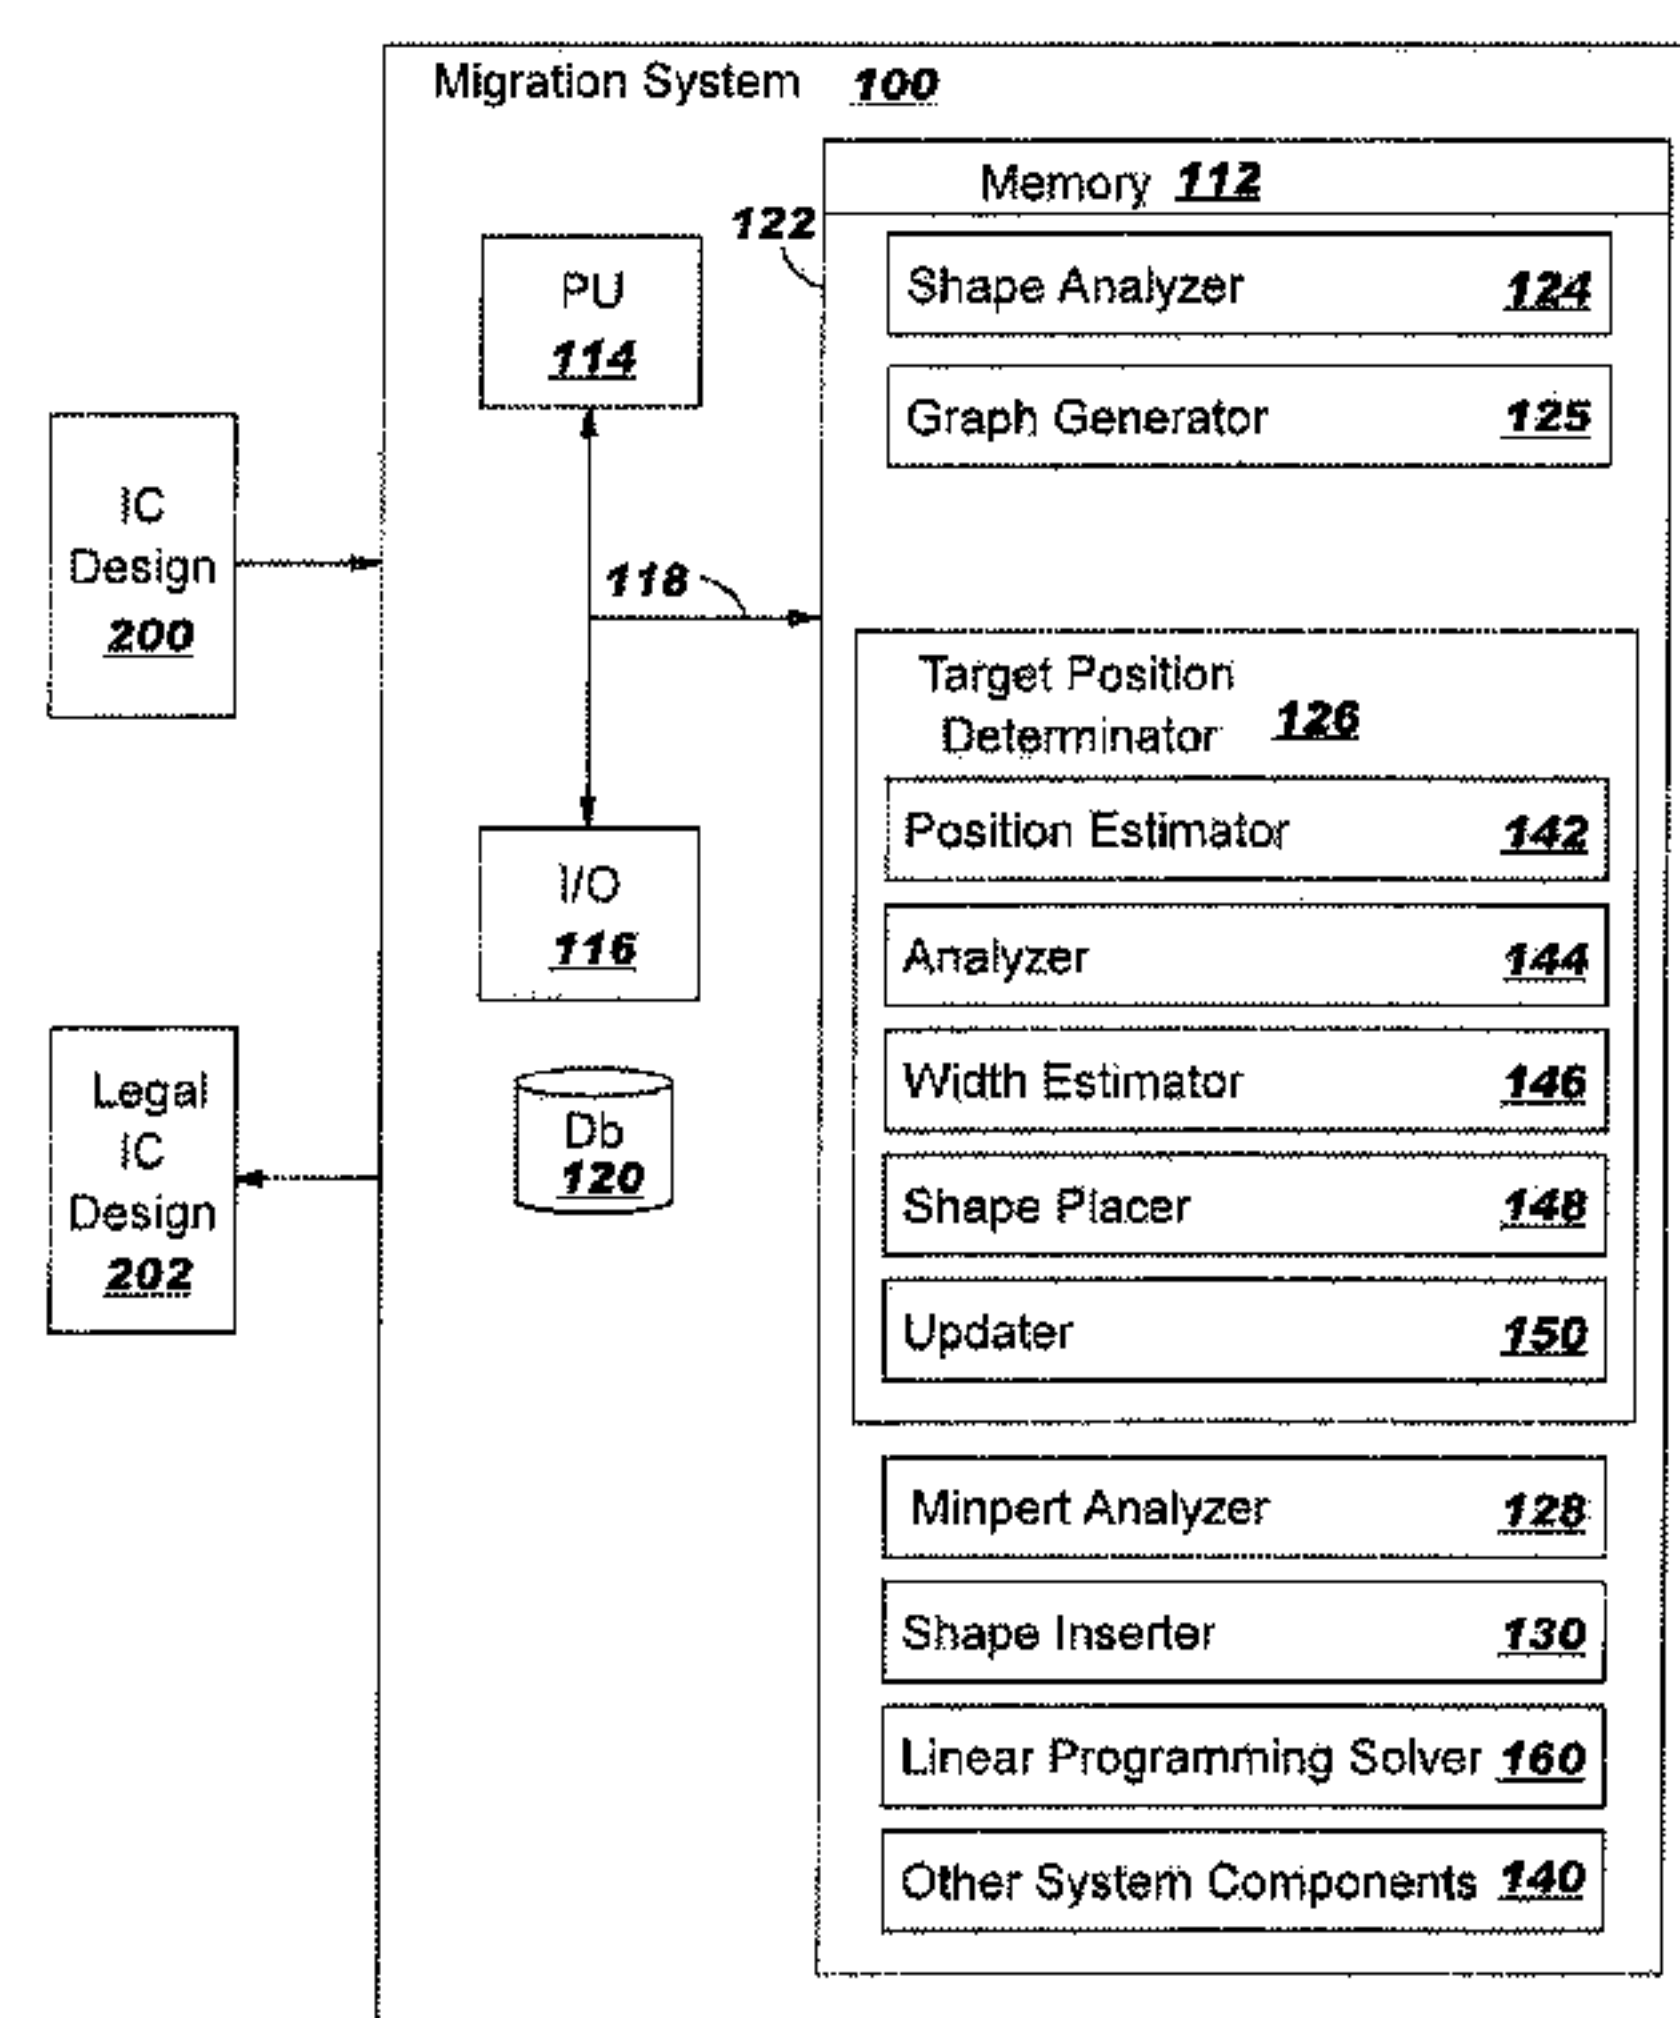 Migration System 100
Memory 112
122
Shape Analyzer 124
PU
114
Graph Generator 125
IC
Design
200
118
Target Position
Determinator 126
Position Estimator 142
I/O
116
Analyzer 144
Width Estimator 146
Legal
IC
Design
202
Db
120
Shape Placer 148
Updater 150
Minpert Analyzer 128
Shape Inserter 130
Linear Programming Solver 160
Other System Components 140